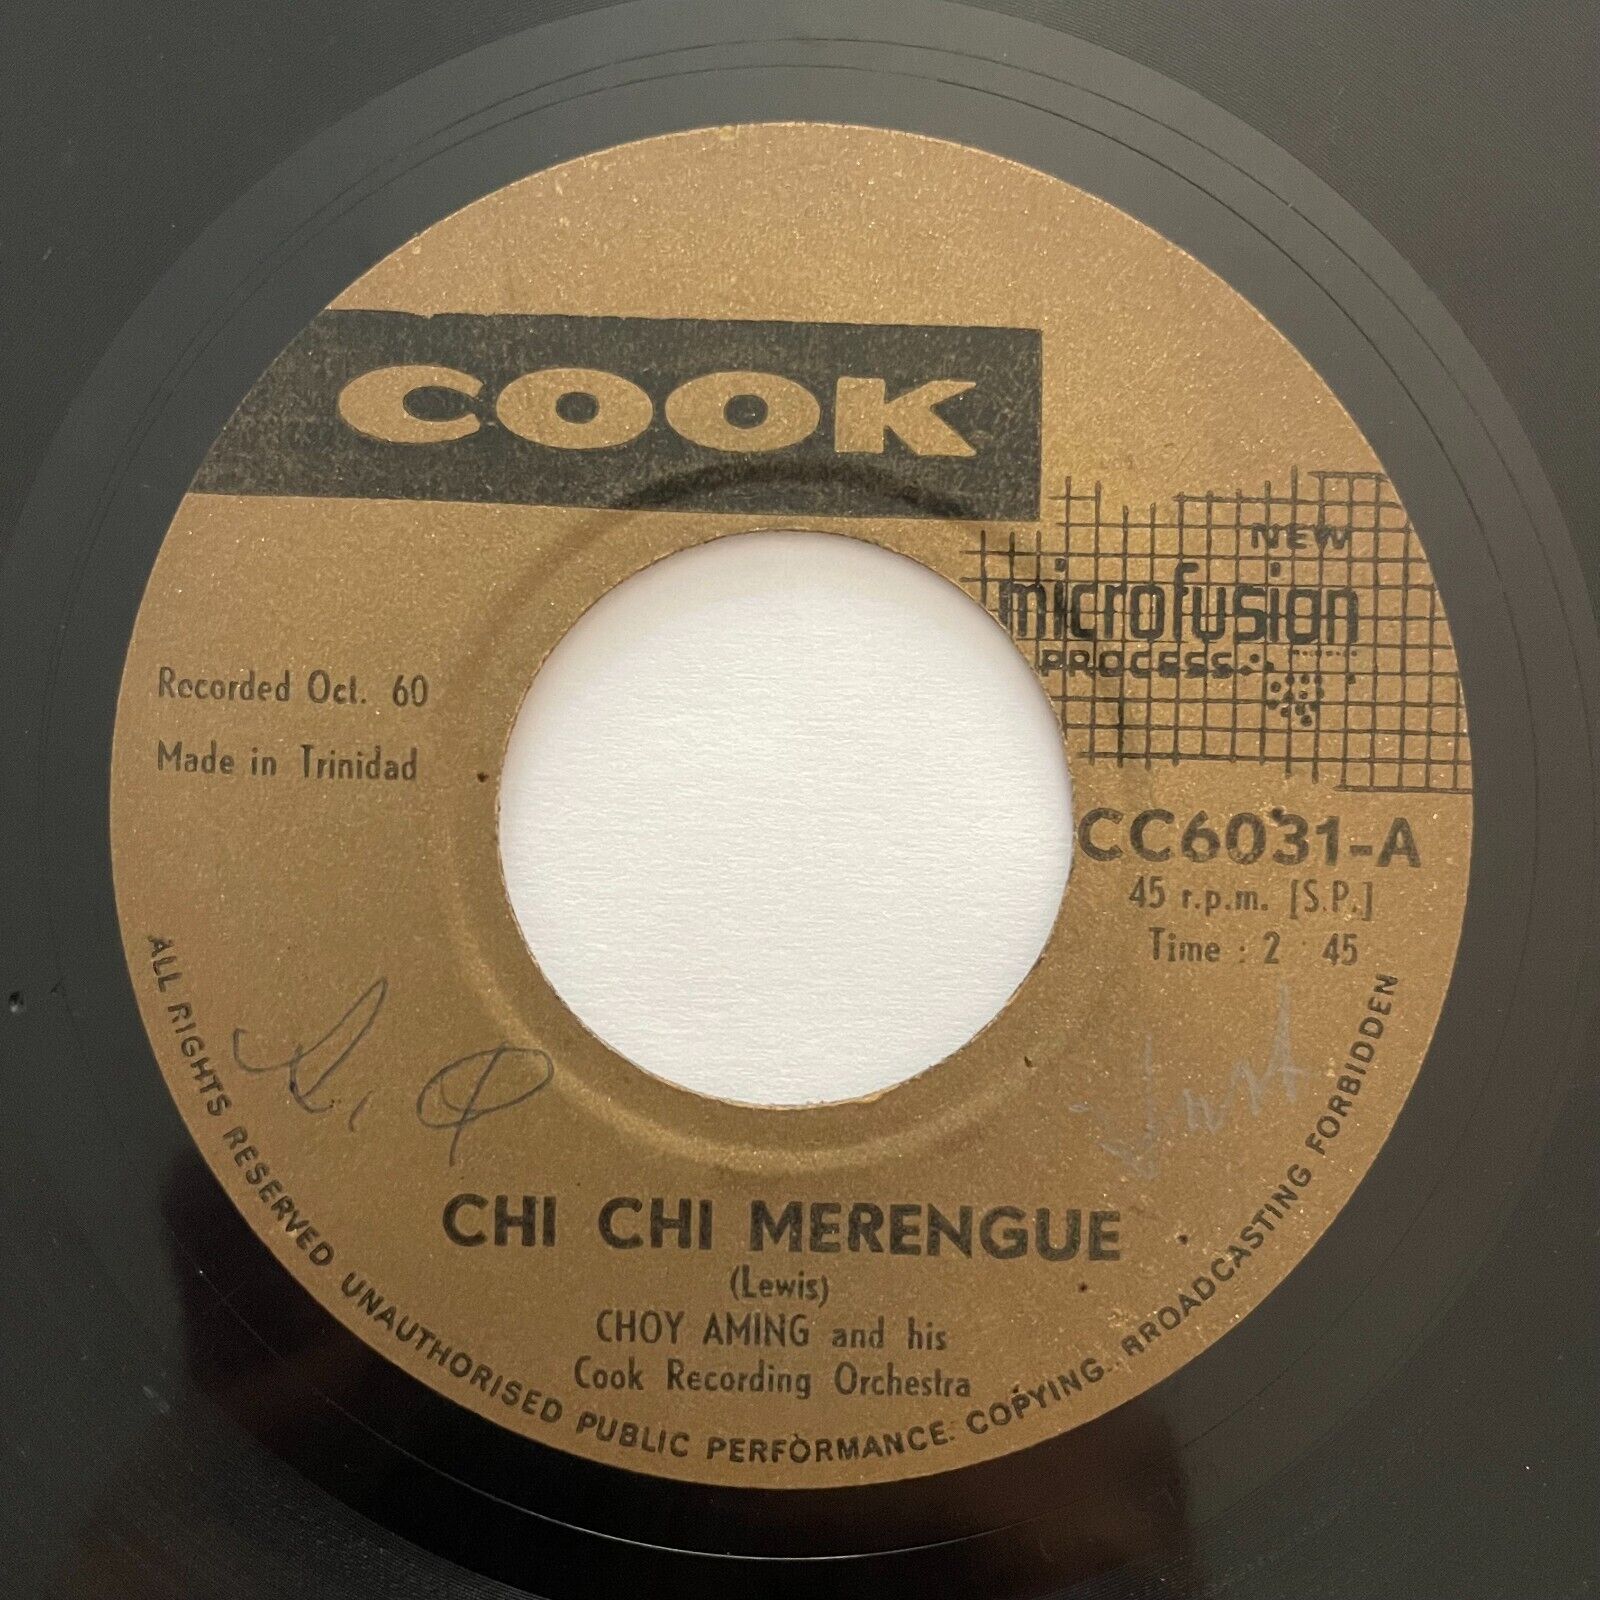 COOK
NEW
microfusion
PROCESS
Recorded Oct. 60
Made in Trinidad
CC6031-A
45 r.p.m. [S.P.]
Time : 2 45
CHI CHI MERENGUE
(Lewis)
CHOY AMING and his
Cook Recording Orchestra
ALL RIGHTS RESERVED UNAUTHORISED PUBLIC PERFORMANCE. COPYING.. BROADCASTING FORBIDDEN